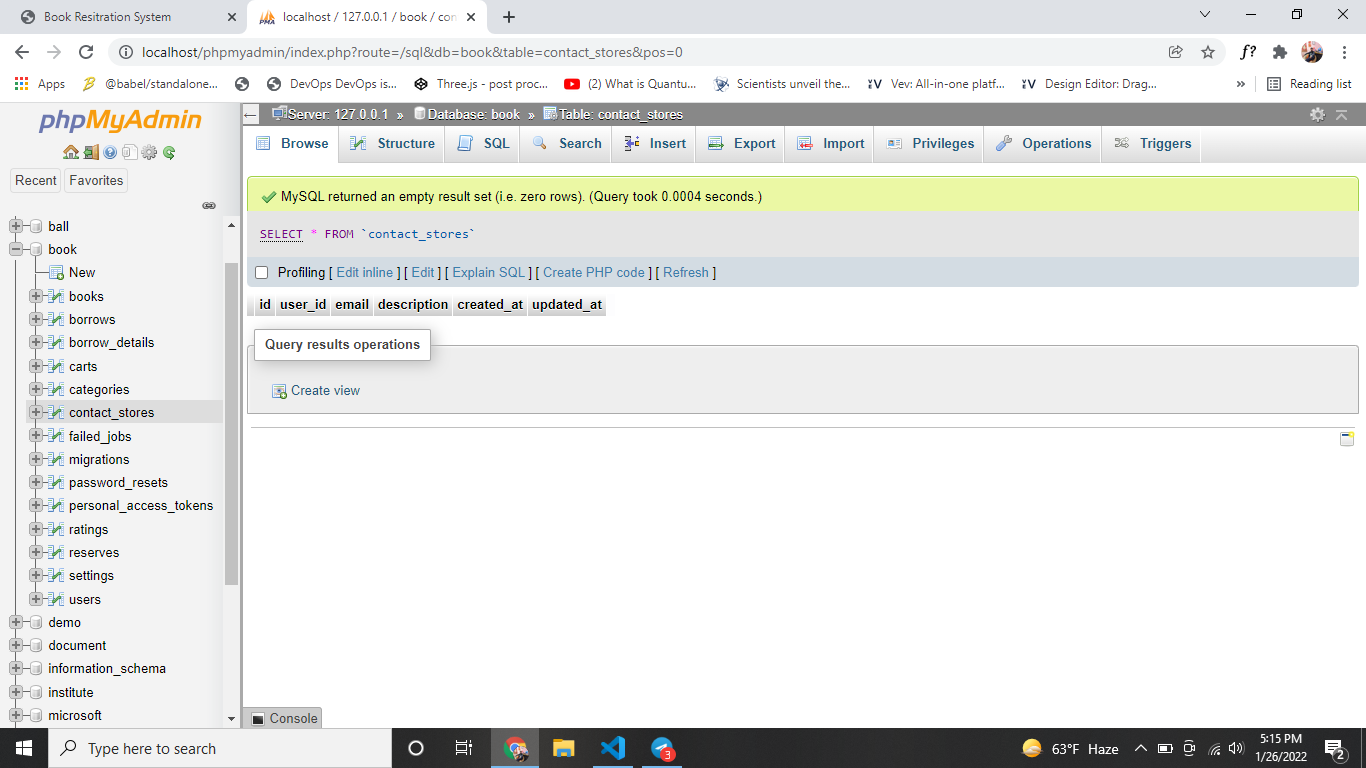 Book Resitration System
localhost / 127.0.0.1 / book / con
localhost/phpmyadmin/index.php?route=/sql&db=book&table=contact_stores&pos=0
f?
Apps
@babel/standalone...
DevOps DevOps is...
Three.js - post proc...
(2) What is Quantu...
Scientists unveil the...
Vev: All-in-one platf...
Design Editor: Drag...
»
Reading list
phpMyAdmin
Recent
Favorites
ball
book
New
books
borrows
borrow_details
carts
categories
contact_stores
failed_jobs
migrations
password_resets
personal_access_tokens
ratings
reserves
settings
users
demo
document
information_schema
institute
microsoft
Server: 127.0.0.1 » Database: book » Table: contact_stores
Browse
Structure
SQL
Search
Insert
Export
Import
Privileges
Operations
Triggers
MySQL returned an empty result set (i.e. zero rows). (Query took 0.0004 seconds.)
SELECT * FROM `contact_stores`
Profiling [ Edit inline ] [ Edit ] [ Explain SQL ] [ Create PHP code ] [ Refresh ]
id user_id email description created_at updated_at
Query results operations
Create view
Console
Type here to search
3
63°F Haze
5:15 PM
1/26/2022
2